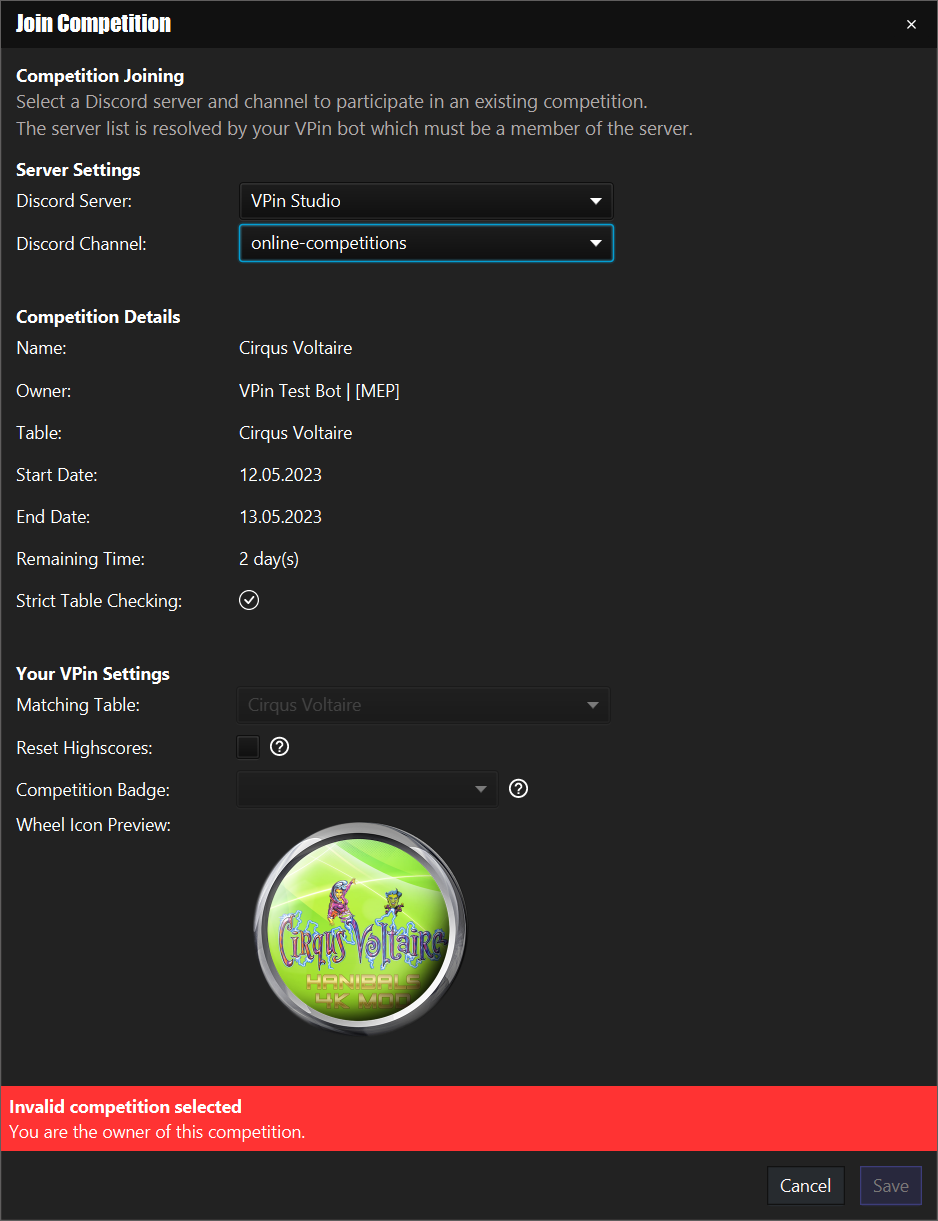 Join Competition
Competition Joining
Select a Discord server and channel to participate in an existing competition.
The server list is resolved by your VPin bot which must be a member of the server.
Server Settings
Discord Server: VPin Studio
Discord Channel: online-competitions
Competition Details
Name: Cirqus Voltaire
Owner: VPin Test Bot | [MEP]
Table: Cirqus Voltaire
Start Date: 12.05.2023
End Date: 13.05.2023
Remaining Time: 2 day(s)
Strict Table Checking:
Your VPin Settings
Matching Table: Cirqus Voltaire
Reset Highscores:
Competition Badge:
Wheel Icon Preview:
Cirqus Voltaire
HANIBALS
4K MOD
Invalid competition selected
You are the owner of this competition.
Cancel Save